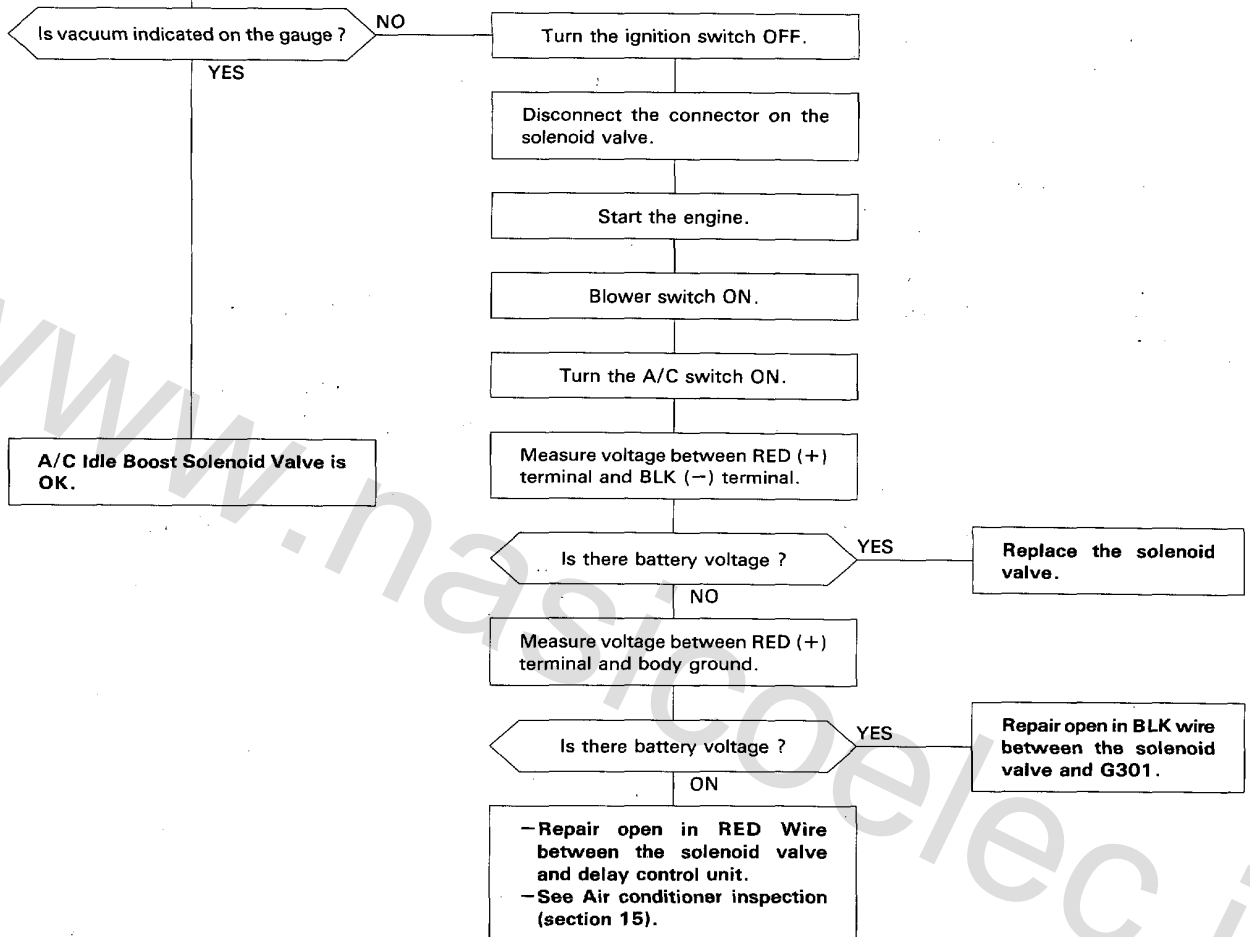 Is vacuum indicated on the gauge ?
NO
YES
Turn the ignition switch OFF.
Disconnect the connector on the
solenoid valve.
Start the engine.
Blower switch ON.
Turn the A/C switch ON.
A/C Idle Boost Solenoid Valve is
OK.
Measure voltage between RED (+)
terminal and BLK (−) terminal.
Is there battery voltage ?
YES
Replace the solenoid
valve.
NO
Measure voltage between RED (+)
terminal and body ground.
Is there battery voltage ?
YES
Repair open in BLK wire
between the solenoid
valve and G301.
ON
−Repair open in RED Wire
between the solenoid valve
and delay control unit.
−See Air conditioner inspection
(section 15).
www.nasicoelec.i